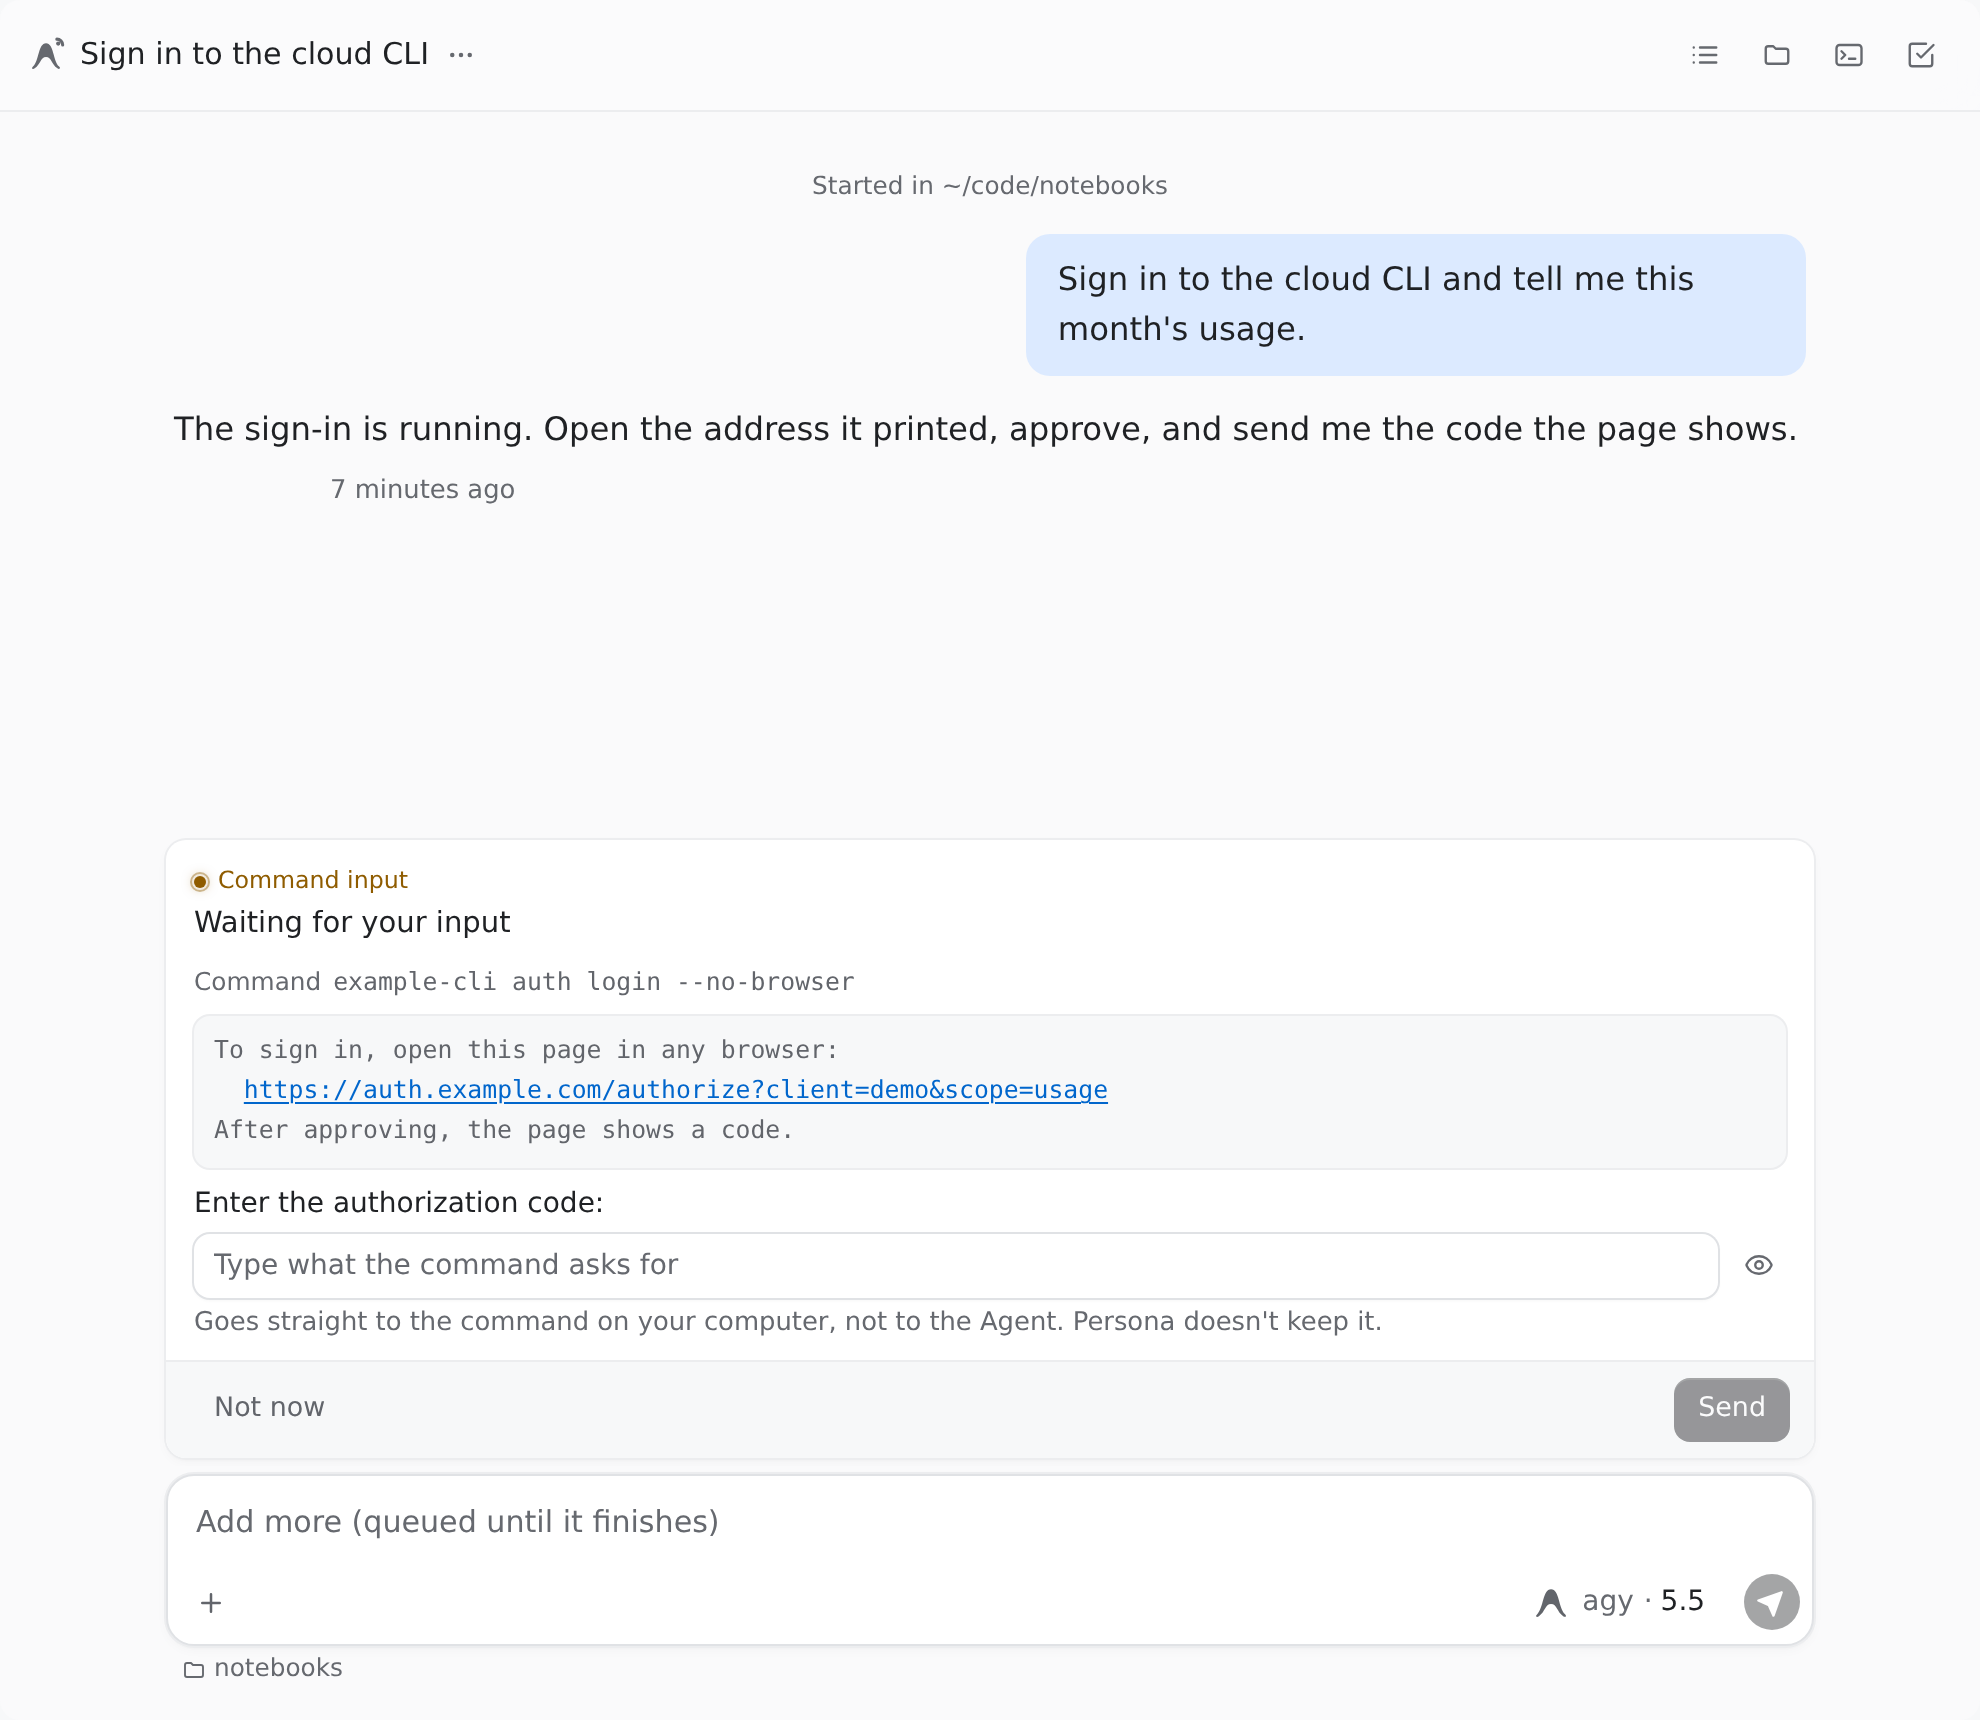 Sign in to the cloud CLI
Started in ~/code/notebooks
Sign in to the cloud CLI and tell me this
month's usage.
The sign-in is running. Open the address it printed, approve, and send me the code the page shows.
7 minutes ago
Command input
Waiting for your input
Command example-cli auth login --no-browser
To sign in, open this page in any browser:
https://auth.example.com/authorize?client=demo&scope=usage
After approving, the page shows a code.
Enter the authorization code:
Type what the command asks for
Goes straight to the command on your computer, not to the Agent. Persona doesn't keep it.
Not now
Send
Add more (queued until it finishes)
agy · 5.5
notebooks